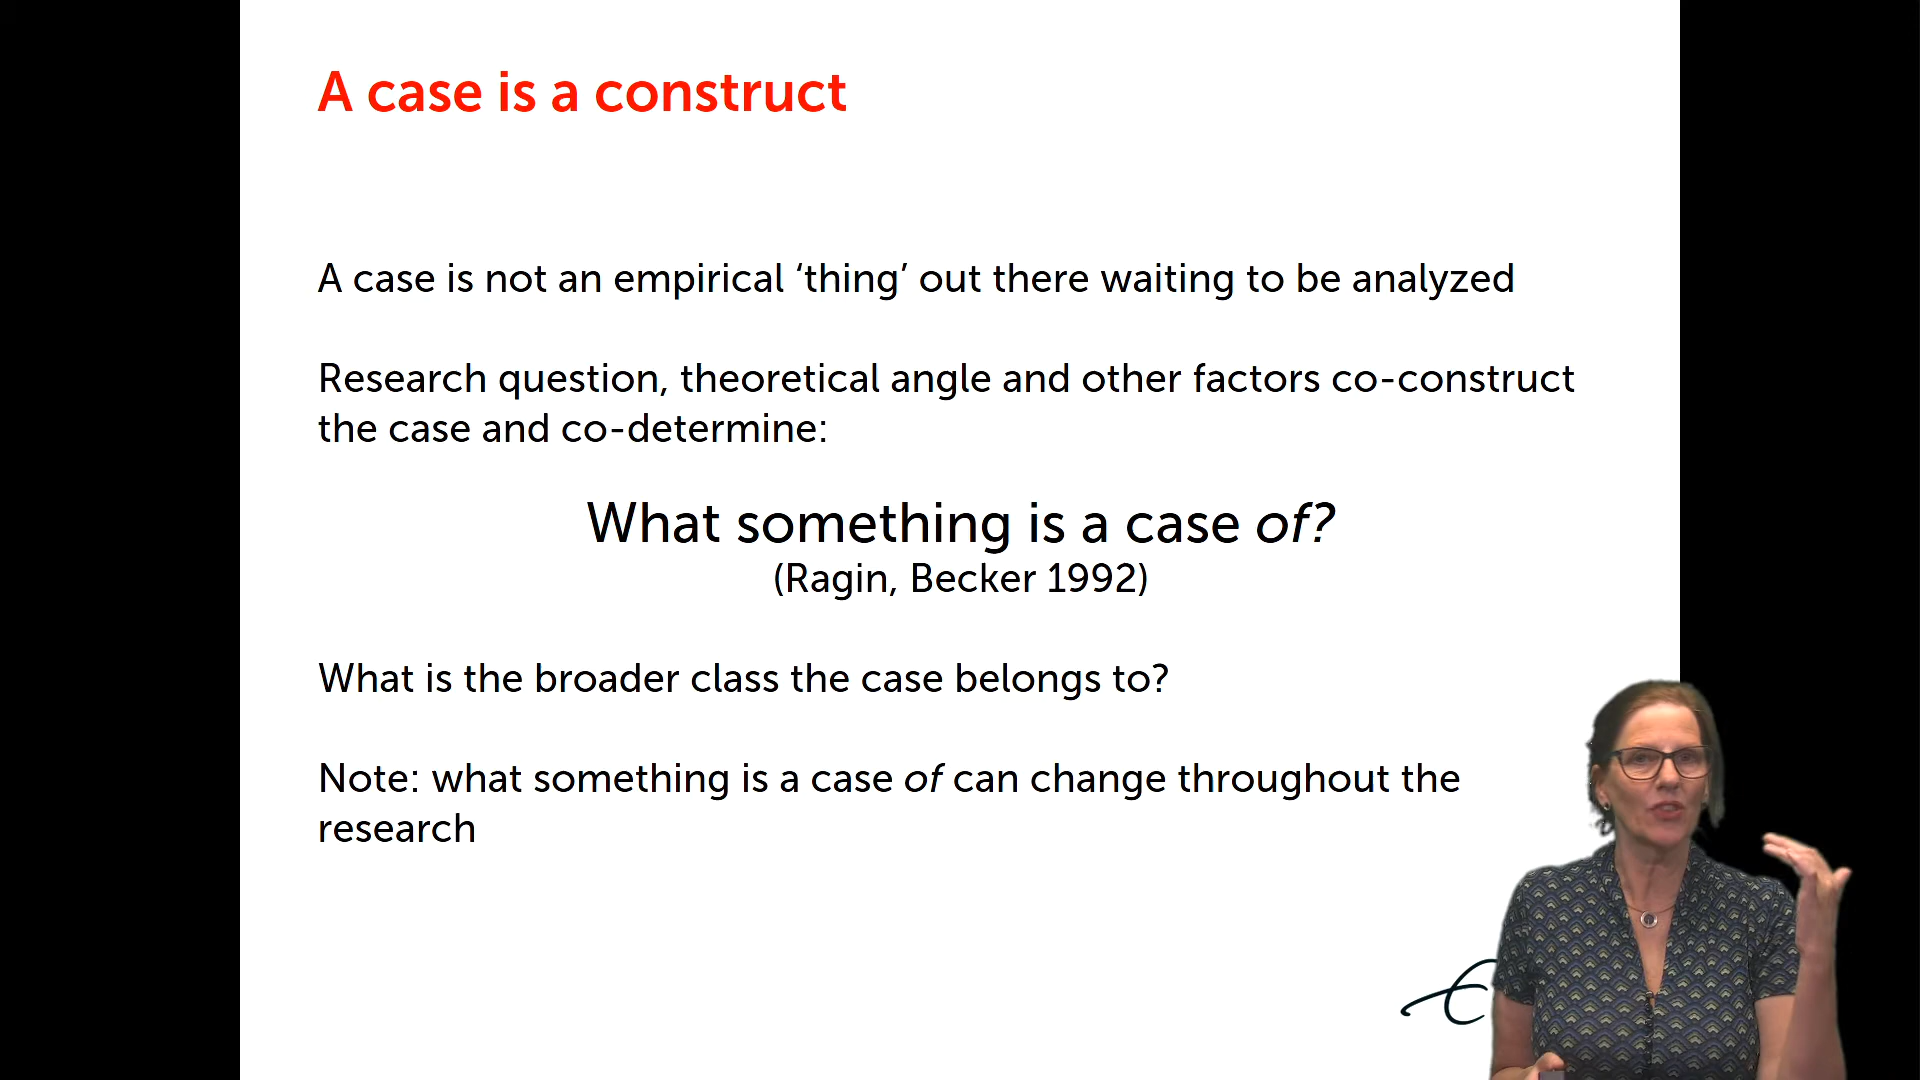 A case is a construct
A case is not an empirical ‘thing’ out there waiting to be analyzed
Research question, theoretical angle and other factors co-construct
the case and co-determine:
What something is a case of?
(Ragin, Becker 1992)
What is the broader class the case belongs to?
Note: what something is a case of can change throughout the
research